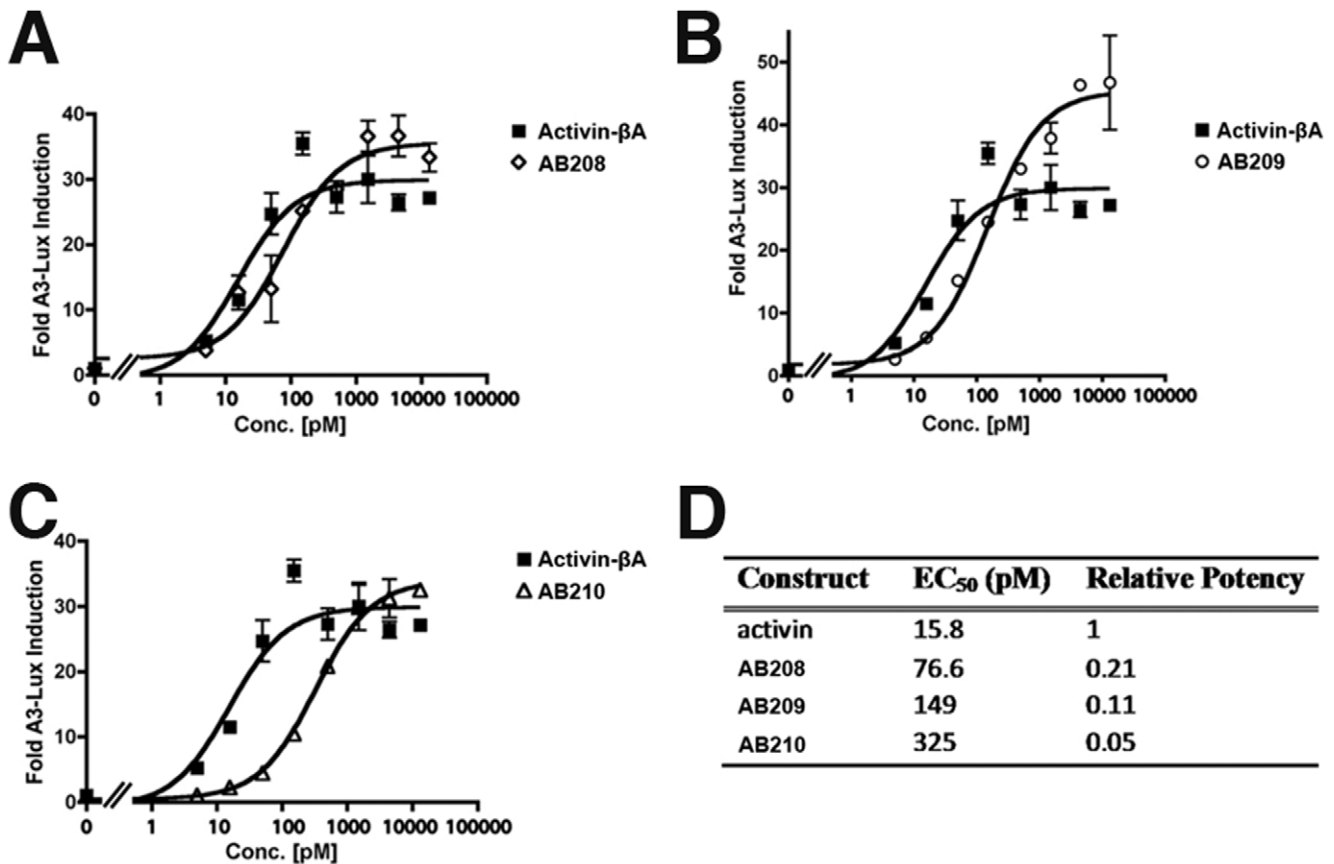 A
40
30
20
10
0
Fold A3-Lux Induction
0 1 10 100 1000 10000 100000
Conc. [pM]
Activin-βA
AB208
B
50
40
30
20
10
0
Fold A3-Lux Induction
0 1 10 100 1000 10000 100000
Conc. [pM]
Activin-βA
AB209
C
40
30
20
10
0
Fold A3-Lux Induction
0 1 10 100 1000 10000 100000
Conc. [pM]
Activin-βA
AB210
D
Construct EC₅₀ (pM) Relative Potency
activin 15.8 1
AB208 76.6 0.21
AB209 149 0.11
AB210 325 0.05